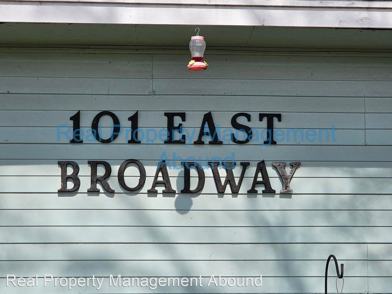 101 EAST
BROADWAY
Real Property Management Abound
Real Property Management Abound